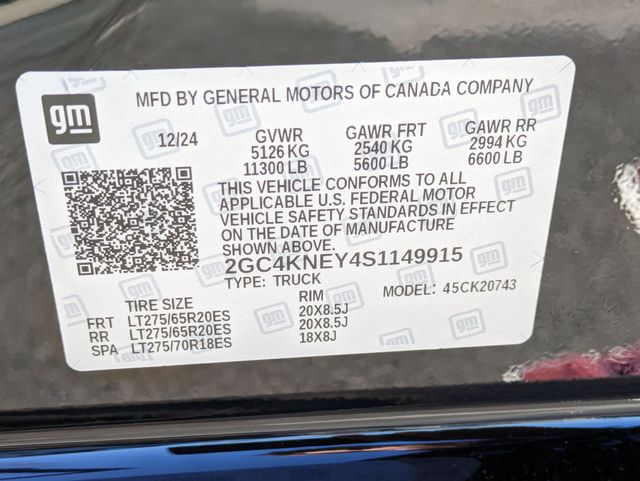 gm
MFD BY GENERAL MOTORS OF CANADA COMPANY
12/24 GVWR GAWR FRT GAWR RR
5126 KG 2540 KG 2994 KG
11300 LB 5600 LB 6600 LB
THIS VEHICLE CONFORMS TO ALL
APPLICABLE U.S. FEDERAL MOTOR
VEHICLE SAFETY STANDARDS IN EFFECT
ON THE DATE OF MANUFACTURE
SHOWN ABOVE.
2GC4KNEY4S1149915
TYPE: TRUCK MODEL: 45CK20743
TIRE SIZE RIM
FRT LT275/65R20ES 20X8.5J
RR LT275/65R20ES 20X8.5J
SPA LT275/70R18ES 18X8J